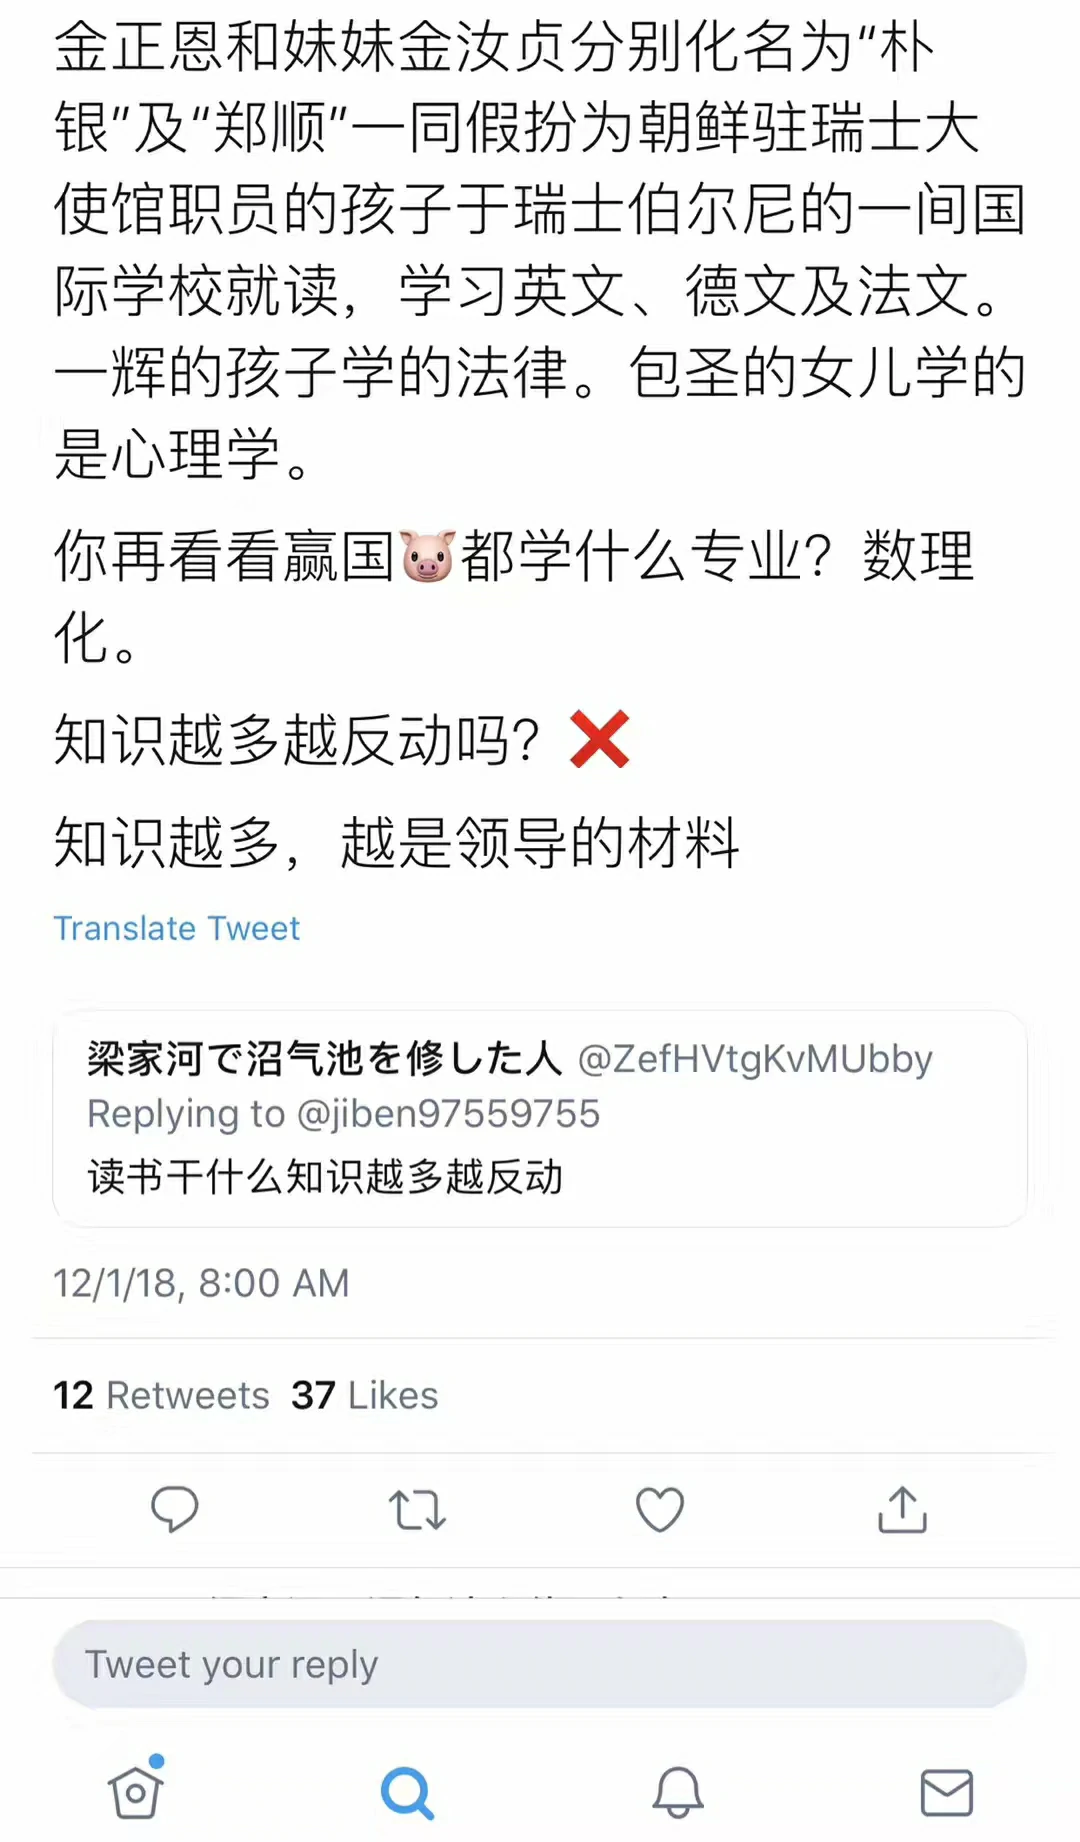 金正恩和妹妹金汝贞分别化名为“朴
银”及“郑顺”一同假扮为朝鲜驻瑞士大
使馆职员的孩子于瑞士伯尔尼的一间国
际学校就读，学习英文、德文及法文。
一辉的孩子学的法律。包圣的女儿学的
是心理学。
你再看看赢国🐷都学什么专业？数理
化。
知识越多越反动吗？❌
知识越多，越是领导的材料
Translate Tweet
梁家河で沼气池を修した人 @ZefHVtgKvMUbby
Replying to @jiben97559755
读书干什么知识越多越反动
12/1/18, 8:00 AM
12 Retweets 37 Likes
Tweet your reply